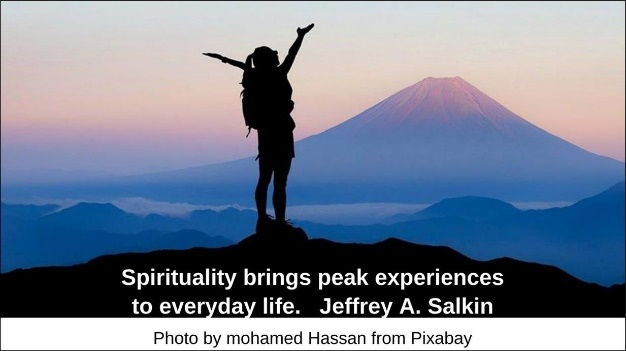 Spirituality brings peak experiences
to everyday life.   Jeffrey A. Salkin
Photo by mohamed Hassan from Pixabay